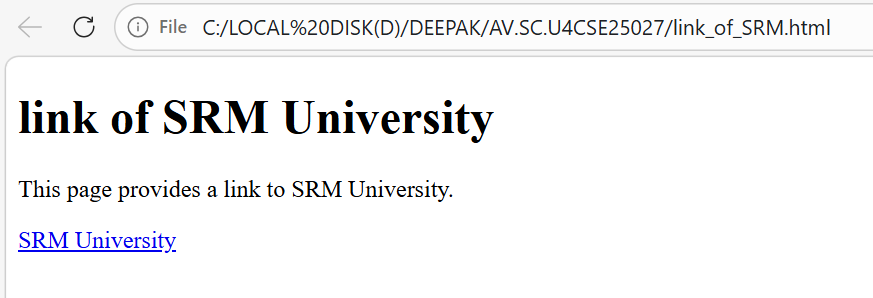 File C:/LOCAL%20DISK(D)/DEEPAK/AV.SC.U4CSE25027/link_of_SRM.html
link of SRM University
This page provides a link to SRM University.
SRM University